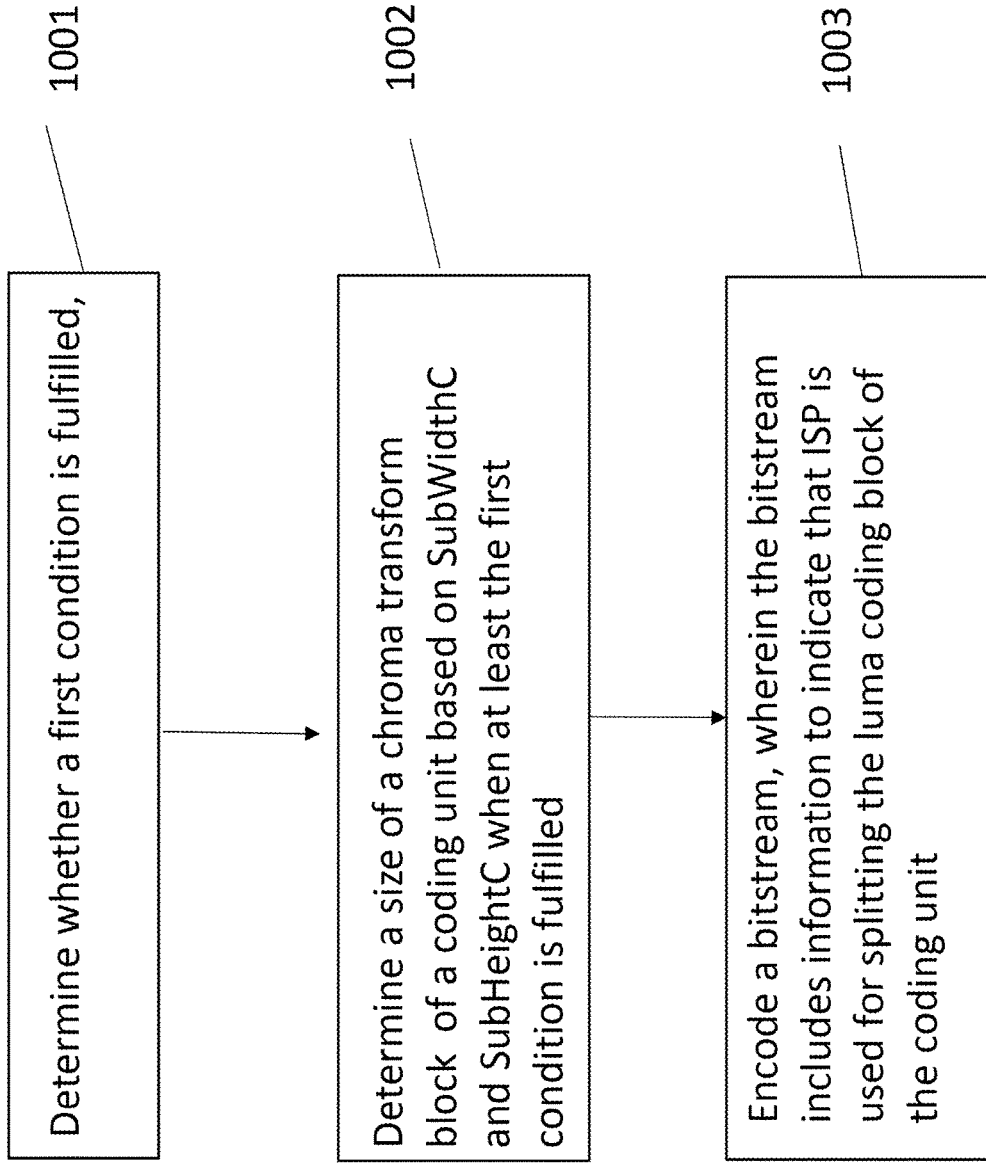 Determine whether a first condition is fulfilled,
1001
Determine a size of a chroma transform
block of a coding unit based on SubWidthC
and SubHeightC when at least the first
condition is fulfilled
1002
Encode a bitstream, wherein the bitstream
includes information to indicate that ISP is
used for splitting the luma coding block of
the coding unit
1003